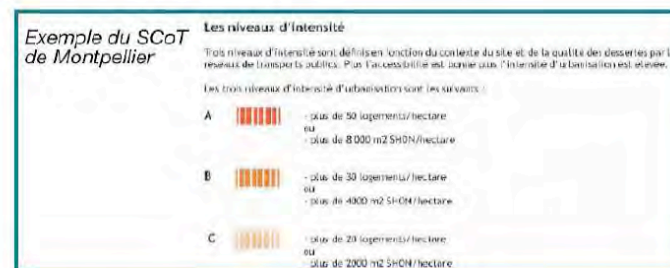 Exemple du SCoT
de Montpellier
Les niveaux d'intensité
Trois niveaux d'intensité sont définis en fonction du contexte du site et de la qualité des dessertes par l
réseaux de transports publics. Plus l'accessibilité est bonne plus l'intensité d'urbanisation est élevée.
Les trois niveaux d'intensité d'urbanisation sont les suivants :
A
- plus de 50 logements/hectare
ou
- plus de 8 000 m2 SHON/hectare
B
- plus de 30 logements/hectare
ou
- plus de 4000 m2 SHON/hectare
C
- plus de 20 logements/hectare
ou
- plus de 2000 m2 SHON/hectare